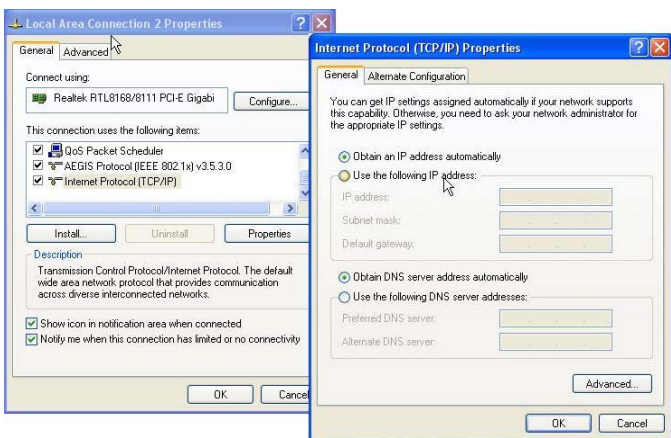 Local Area Connection 2 Properties
General
Advanced
Connect using:
Realtek RTL8168/8111 PCI-E Gigabi
Configure...
This connection uses the following items:
QoS Packet Scheduler
AEGIS Protocol (IEEE 802.1x) v3.5.3.0
Internet Protocol (TCP/IP)
Install...
Uninstall
Properties
Description
Transmission Control Protocol/Internet Protocol. The default
wide area network protocol that provides communication
across diverse interconnected networks.
Show icon in notification area when connected
Notify me when this connection has limited or no connectivity
OK
Cancel
Internet Protocol (TCP/IP) Properties
General
Alternate Configuration
You can get IP settings assigned automatically if your network supports
this capability. Otherwise, you need to ask your network administrator for
the appropriate IP settings.
Obtain an IP address automatically
Use the following IP address:
IP address:
Subnet mask:
Default gateway:
Obtain DNS server address automatically
Use the following DNS server addresses:
Preferred DNS server:
Alternate DNS server:
Advanced...
OK
Cancel